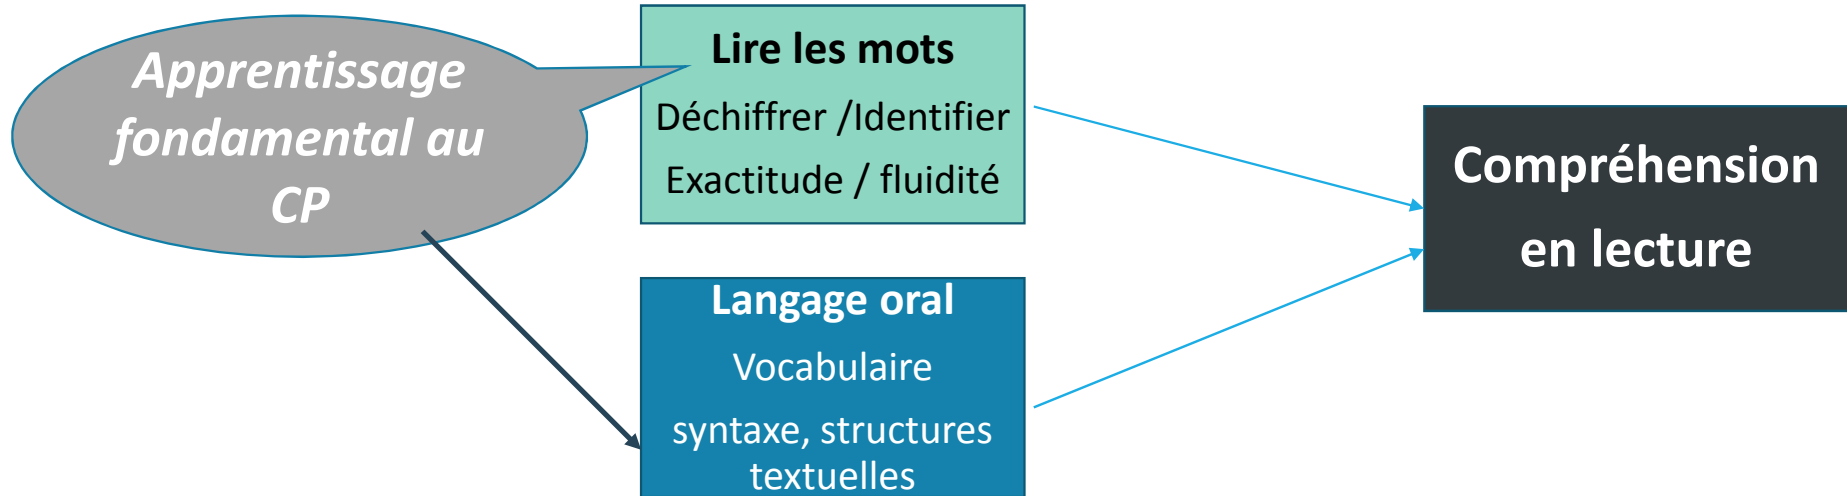 Apprentissage
fondamental au
CP
Lire les mots
Déchiffrer /Identifier
Exactitude / fluidité
Langage oral
Vocabulaire
syntaxe, structures
textuelles
Compréhension
en lecture